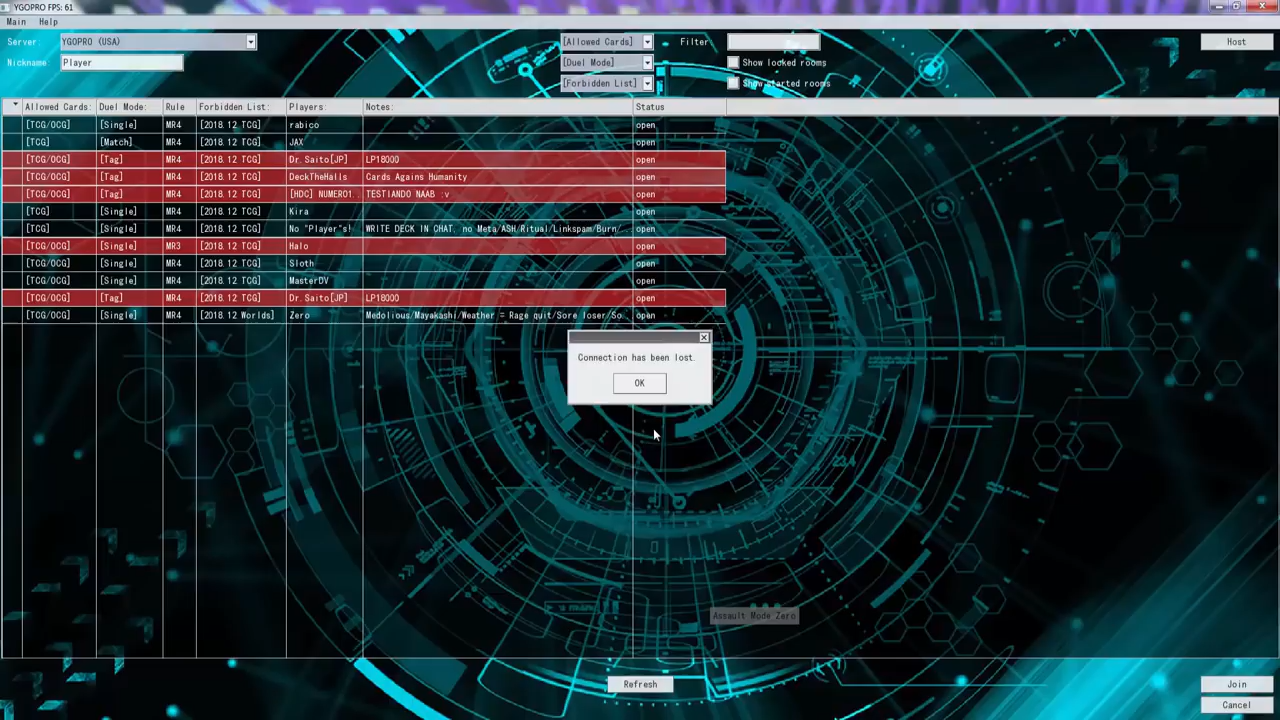 YGOPRO FPS: 61
Main Help
Server: YGOPRO (USA) [Allowed Cards] Filter Host
Nickname: Player [Duel Mode] Show locked rooms
[Forbidden List] Show started rooms
Allowed Cards: Duel Mode: Rule Forbidden List: Players: Notes: Status
[TCG/OCG] [Single] MR4 [2018.12 TCG] rabico open
[TCG] [Match] MR4 [2018.12 TCG] JAX open
[TCG/OCG] [Tag] MR4 [2018.12 TCG] Dr.Saito[JP] LP18000 open
[TCG/OCG] [Tag] MR4 [2018.12 TCG] DeckTheHalls Cards Agains Humanity open
[TCG/OCG] [Tag] MR4 [2018.12 TCG] [HDC] NUMERO1.. TESTIANDO NAAB :v open
[TCG] [Single] MR4 [2018.12 TCG] Kira open
[TCG] [Single] MR4 [2018.12 TCG] No "Player"s! WRITE DECK IN CHAT. no Meta/ASH/Ritual/Linkspam/Burn/... open
[TCG/OCG] [Single] MR3 [2018.12 TCG] Halo open
[TCG/OCG] [Single] MR4 [2018.12 TCG] Sloth open
[TCG/OCG] [Single] MR4 [2018.12 TCG] MasterDV open
[TCG/OCG] [Tag] MR4 [2018.12 TCG] Dr.Saito[JP] LP18000 open
[TCG/OCG] [Single] MR4 [2018.12 Worlds] Zero Medolious/Mayakashi/Weather = Rage quit/Sore loser/So... open
Connection has been lost.
OK
23.4
Assault Mode Zero
Refresh Join
Cancel